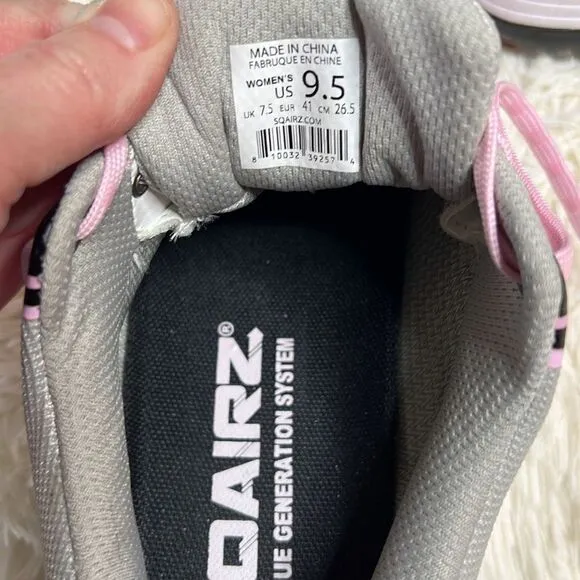 MADE IN CHINA
FABRUQUE EN CHINE
WOMEN'S US 9.5
UK 7.5 EUR 41 CM 26.5
SQAIRZ.COM
8 10032 39257 4
SQAIRZ®
UE GENERATION SYSTEM